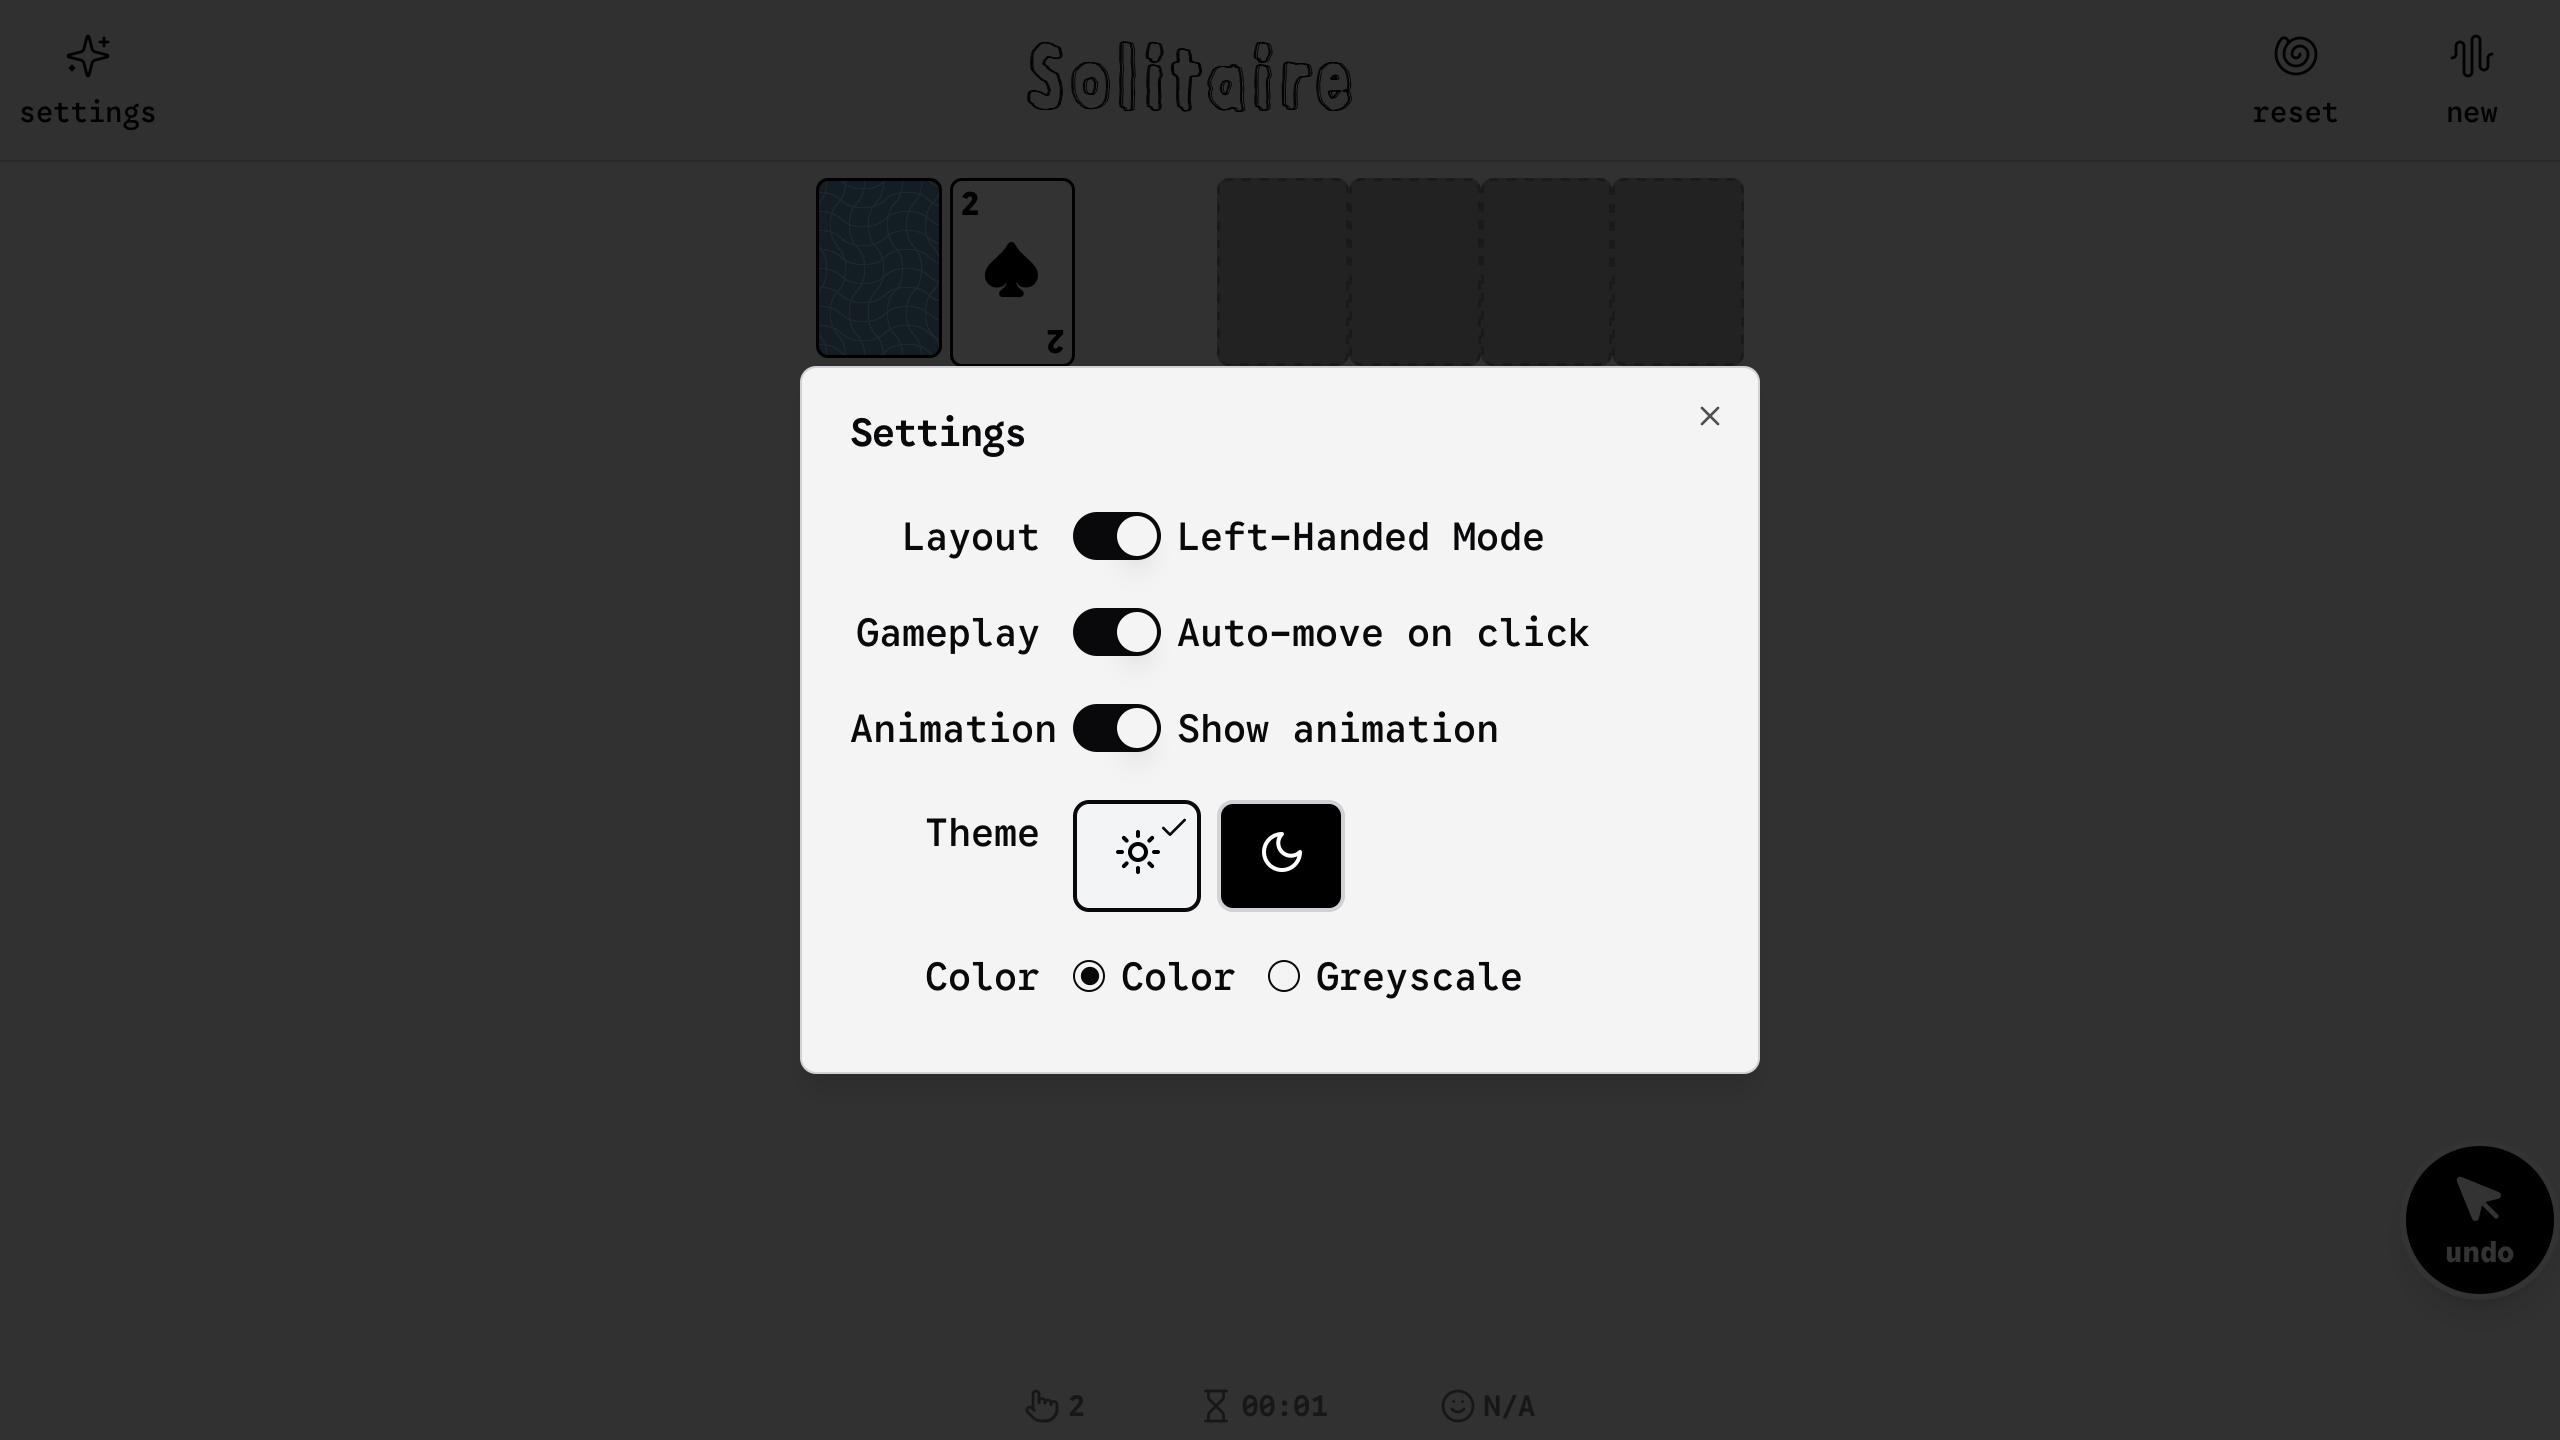 settings
Solitaire
reset
new
2
2
Settings
Layout Left-Handed Mode
Gameplay Auto-move on click
Animation Show animation
Theme
Color Color Greyscale
undo
2 00:01 N/A